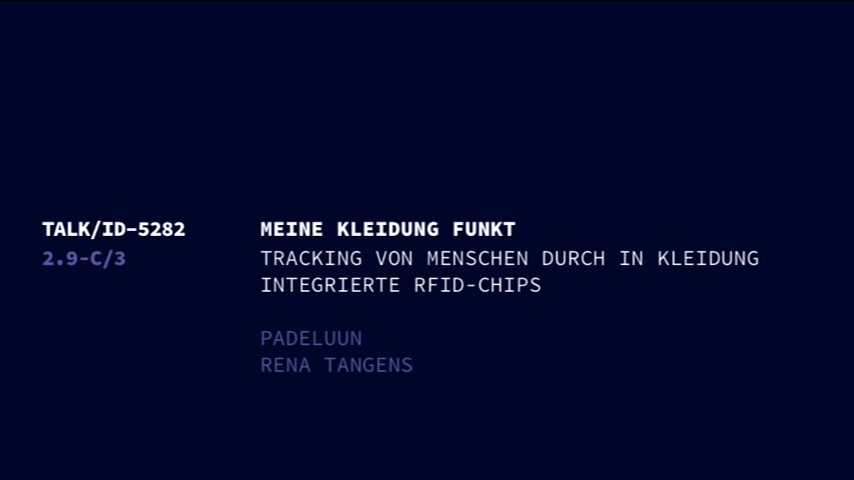 TALK/ID-5282
2.9-C/3
MEINE KLEIDUNG FUNKT
TRACKING VON MENSCHEN DURCH IN KLEIDUNG
INTEGRIERTE RFID-CHIPS
PADELUUN
RENA TANGENS